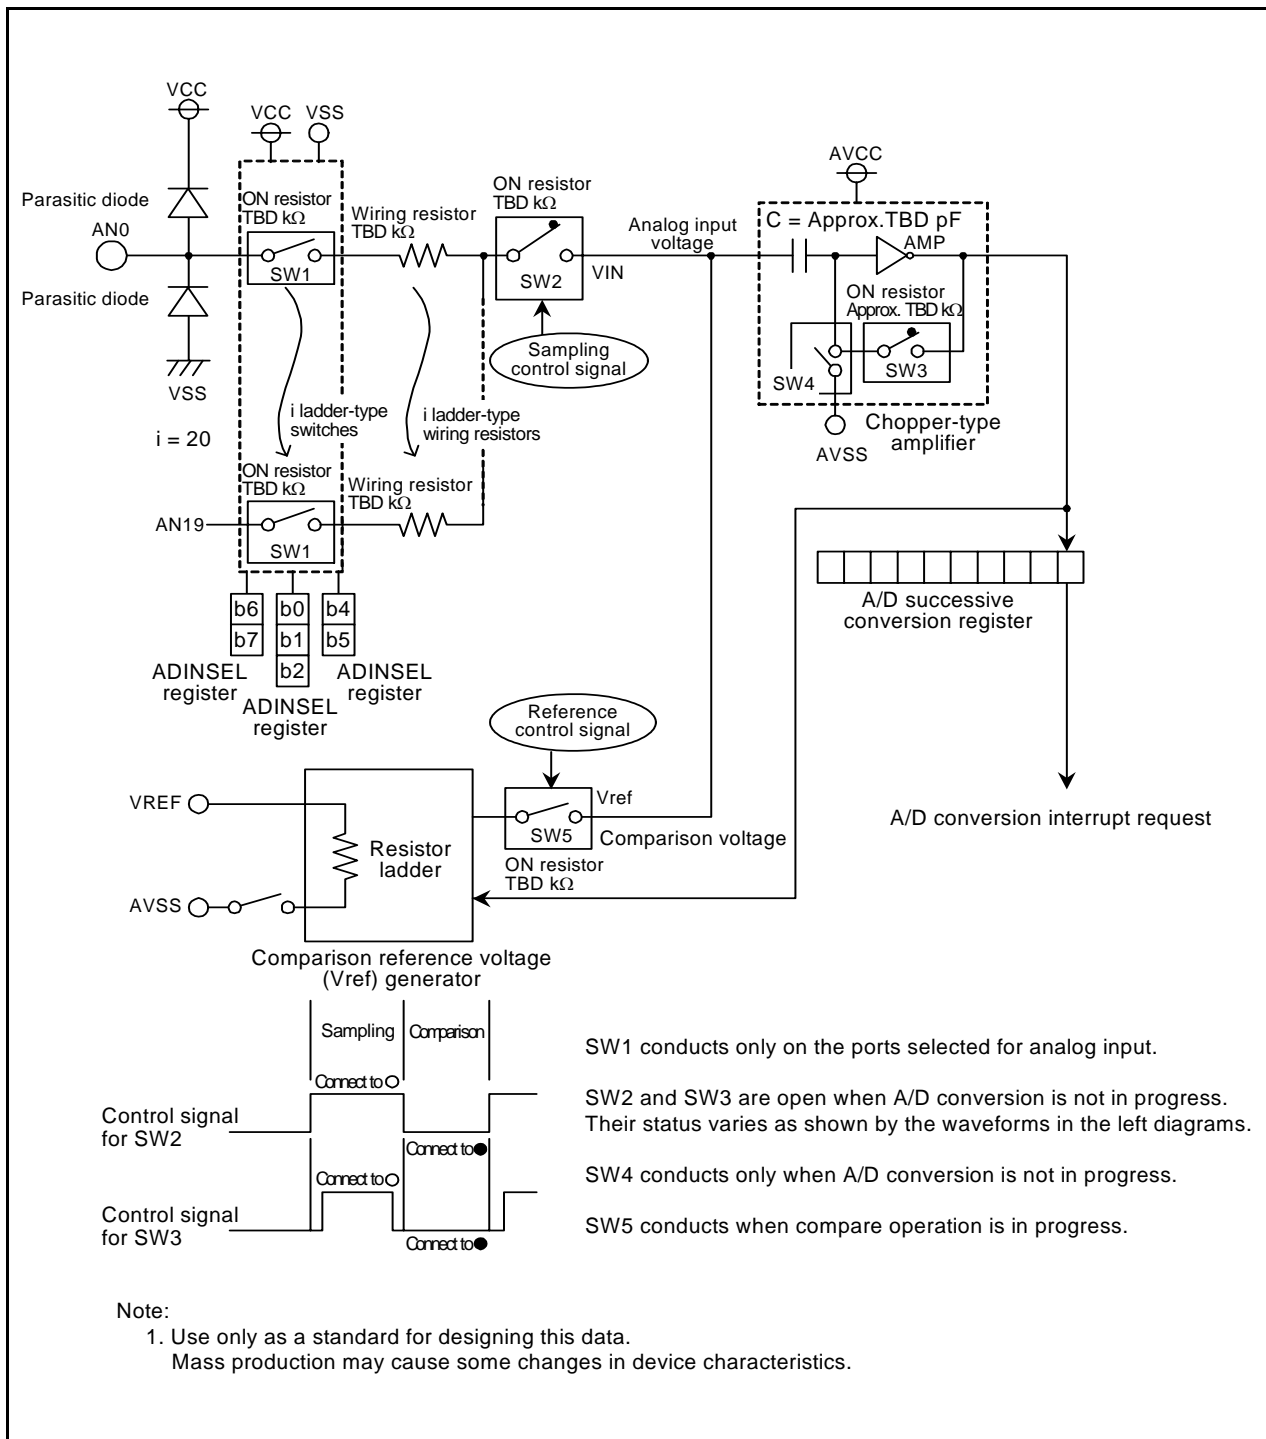 VCC
VCC VSS
AVCC
Parasitic diode
AN0
Parasitic diode
VSS
i = 20
ON resistor
TBD kΩ
SW1
Wiring resistor
TBD kΩ
ON resistor
TBD kΩ
SW2
VIN
Analog input
voltage
Sampling
control signal
C = Approx.TBD pF
AMP
ON resistor
Approx. TBD kΩ
SW3
SW4
AVSS
Chopper-type
amplifier
i ladder-type
switches
i ladder-type
wiring resistors
ON resistor
TBD kΩ
Wiring resistor
TBD kΩ
AN19
SW1
b6 b0 b4
b7 b1 b5
b2
ADINSEL
register
ADINSEL
register
ADINSEL
register
A/D successive
conversion register
A/D conversion interrupt request
Reference
control signal
VREF
AVSS
Resistor
ladder
Vref
SW5
Comparison voltage
ON resistor
TBD kΩ
Comparison reference voltage
(Vref) generator
Sampling Comparison
Connect to
Control signal
for SW2
Connect to
Connect to
Control signal
for SW3
Connect to
SW1 conducts only on the ports selected for analog input.
SW2 and SW3 are open when A/D conversion is not in progress.
Their status varies as shown by the waveforms in the left diagrams.
SW4 conducts only when A/D conversion is not in progress.
SW5 conducts when compare operation is in progress.
Note:
1. Use only as a standard for designing this data.
Mass production may cause some changes in device characteristics.